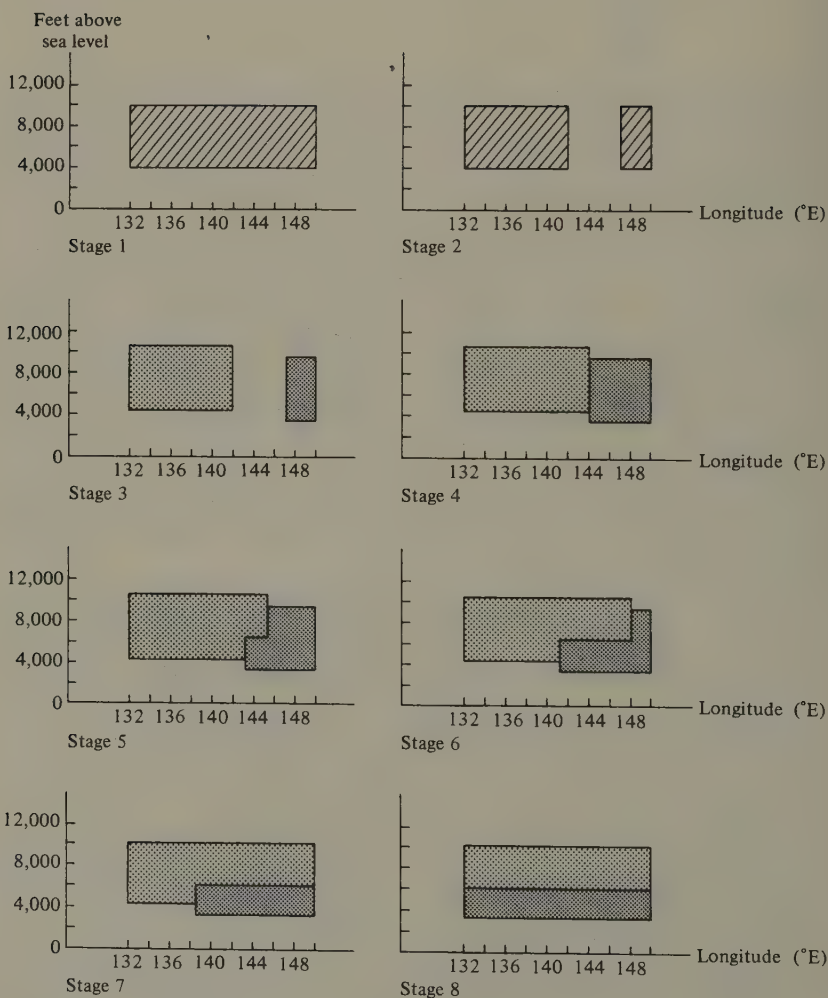 Feet above
sea level
12,000
8,000
4,000
0
132 136 140 144 148
Stage 1
132 136 140 144 148
Longitude (°E)
Stage 2
12,000
8,000
4,000
0
132 136 140 144 148
Stage 3
132 136 140 144 148
Longitude (°E)
Stage 4
12,000
8,000
4,000
0
132 136 140 144 148
Stage 5
132 136 140 144 148
Longitude (°E)
Stage 6
12,000
8,000
4,000
0
132 136 140 144 148
Stage 7
132 136 140 144 148
Longitude (°E)
Stage 8